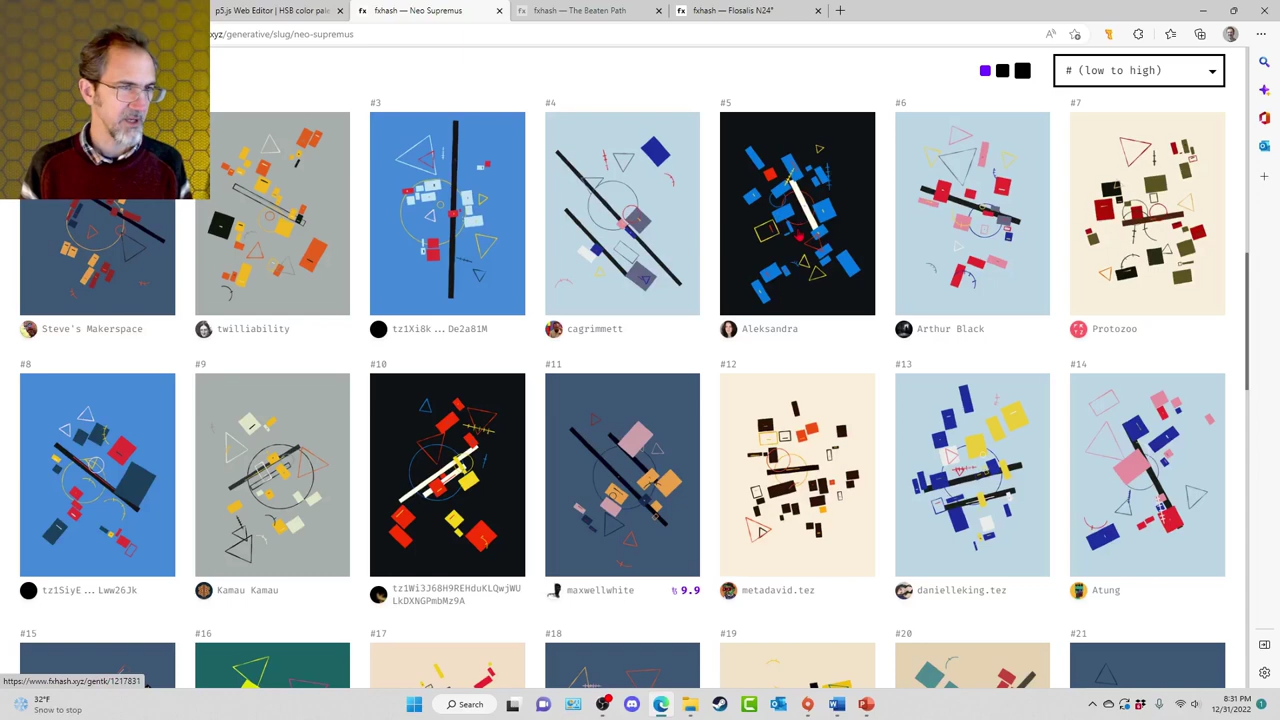 p5.js Web Editor | HSB color pale
fxhash — Neo Supremus
fxhash — The Beaten Path
fxhash — Floralis N24°
xyz/generative/slug/neo-supremus
# (low to high)
#3
#4
#5
#6
#7
Steve's Makerspace
twilliability
tz1Xi8k...De2a81M
cagrimmett
Aleksandra
Arthur Black
Protozoo
#8
#9
#10
#11
#12
#13
#14
tz1SiyE...Lww26Jk
Kamau Kamau
tz1Wi3J68H9REHduKLQwjWU
LkDXNGPmbMz9A
maxwellwhite
9.9
metadavid.tez
danielleking.tez
Atung
#15
#16
#17
#18
#19
#20
#21
https://www.fxhash.xyz/gentk/1217831
32°F
Snow to stop
Search
8:31 PM
12/31/2022